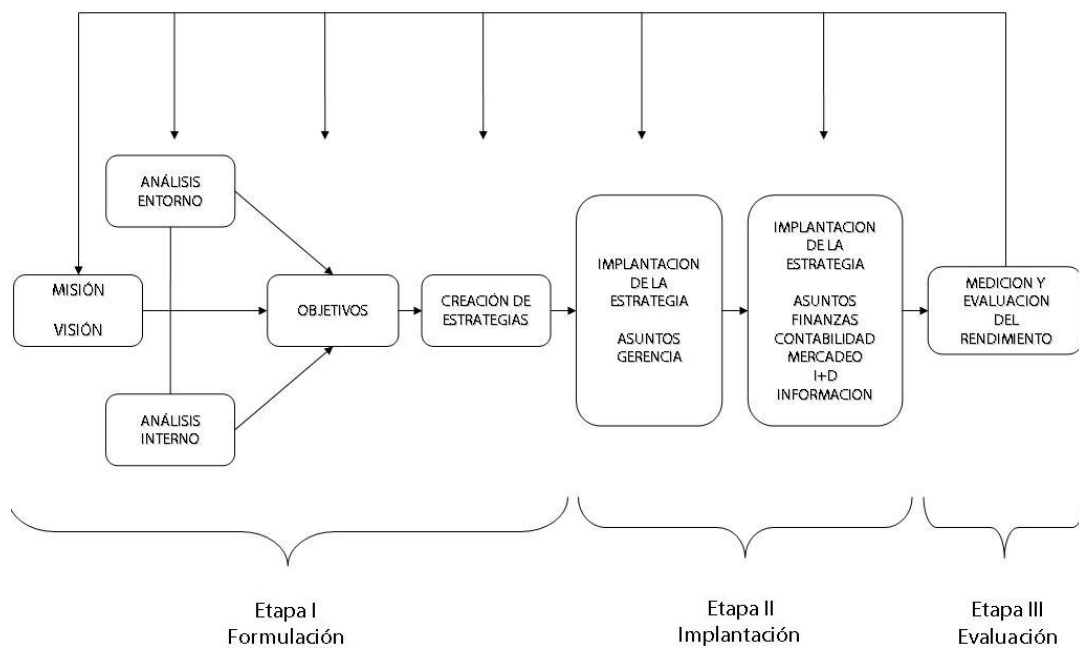 ANÁLISIS
ENTORNO
MISIÓN
VISIÓN
ANÁLISIS
INTERNO
OBJETIVOS
CREACIÓN DE
ESTRATEGIAS
IMPLANTACION
DE LA
ESTRATEGIA
ASUNTOS
GERENCIA
IMPLANTACION
DE LA
ESTRATEGIA
ASUNTOS
FINANZAS
CONTABILIDAD
MERCADEO
I+D
INFORMACION
MEDICION Y
EVALUACION
DEL
RENDIMIENTO
Etapa I
Formulación
Etapa II
Implantación
Etapa III
Evaluación